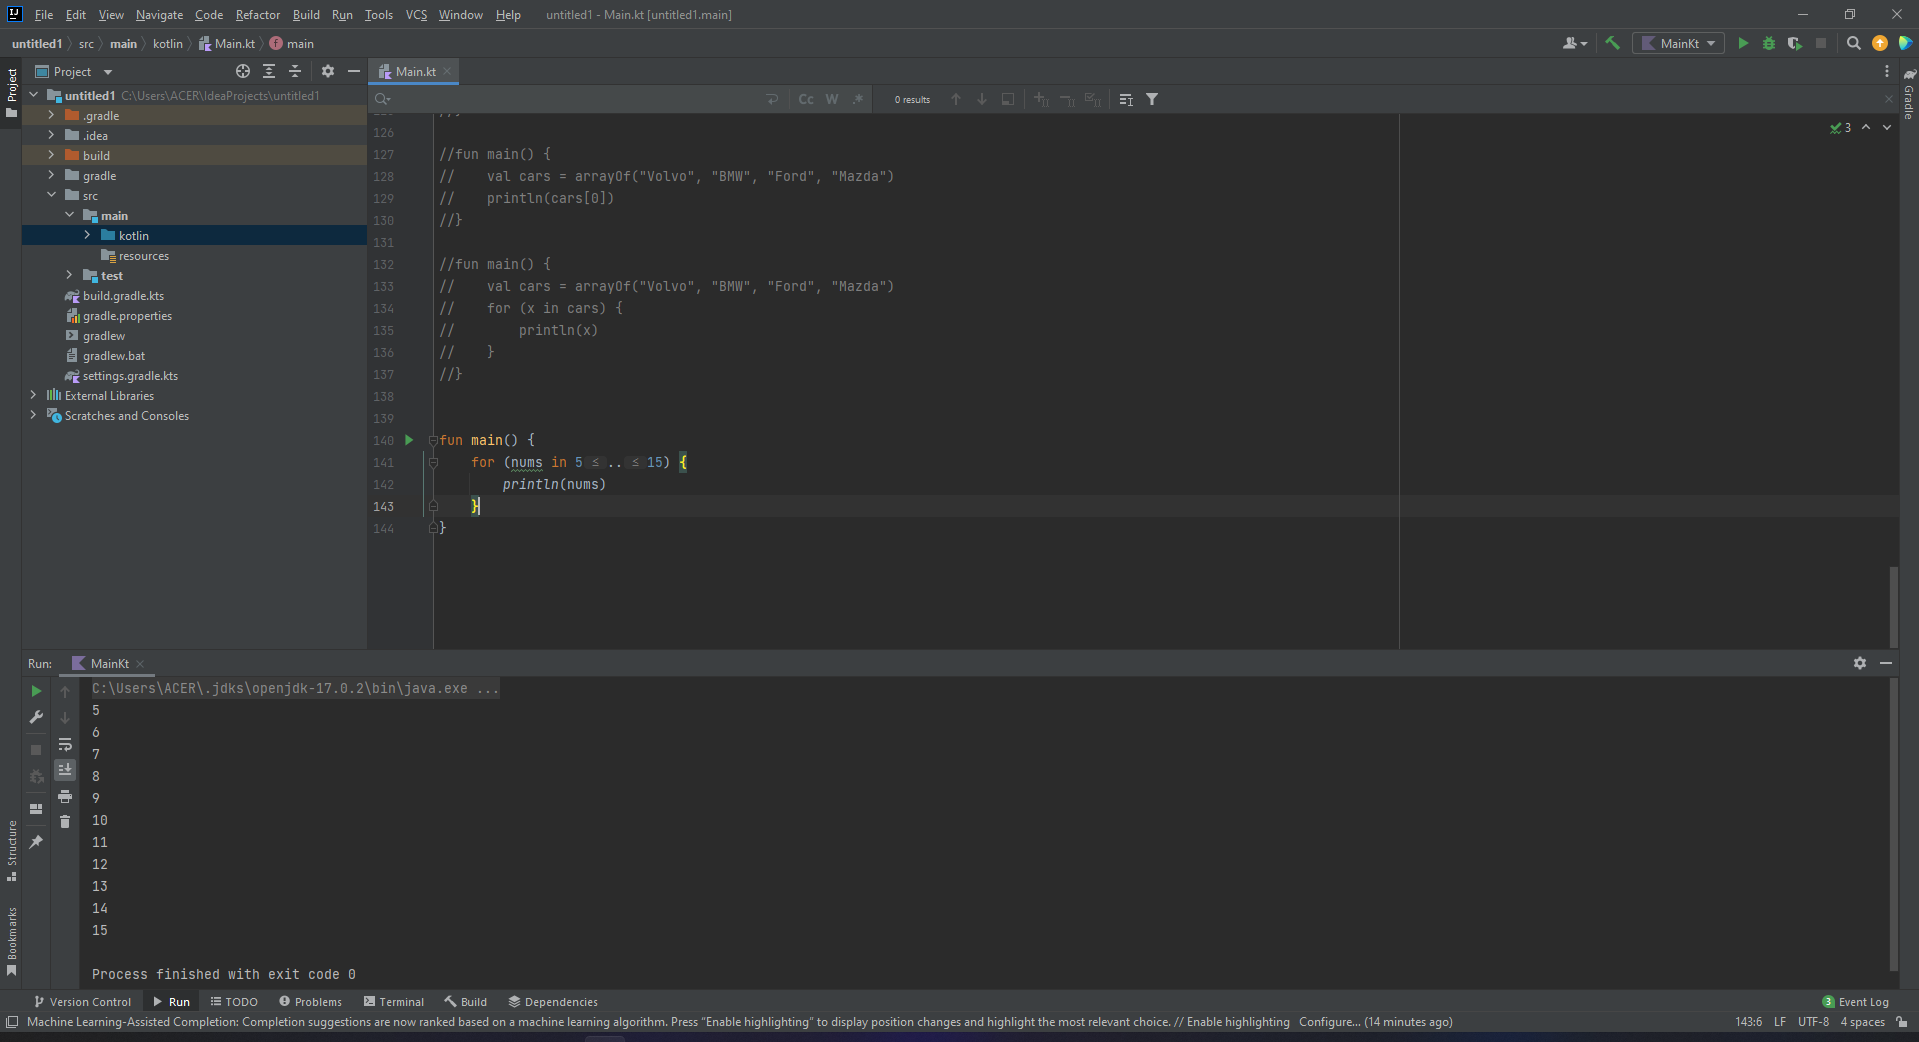 File Edit View Navigate Code Refactor Build Run Tools VCS Window Help untitled1 - Main.kt [untitled1.main]
untitled1 src main kotlin Main.kt main
MainKt
Project
Project
Main.kt
Gradle
untitled1 C:\Users\ACER\IdeaProjects\untitled1
.gradle
.idea
build
gradle
src
main
kotlin
resources
test
build.gradle.kts
gradle.properties
gradlew
gradlew.bat
settings.gradle.kts
External Libraries
Scratches and Consoles
Cc W .* 0 results
3
126
127 //fun main() {
128 //    val cars = arrayOf("Volvo", "BMW", "Ford", "Mazda")
129 //    println(cars[0])
130 //}
131
132 //fun main() {
133 //    val cars = arrayOf("Volvo", "BMW", "Ford", "Mazda")
134 //    for (x in cars) {
135 //        println(x)
136 //    }
137 //}
138
139
140 fun main() {
141     for (nums in 5 ≤ .. ≤ 15) {
142         println(nums)
143     }
144 }
Run: MainKt
C:\Users\ACER\.jdks\openjdk-17.0.2\bin\java.exe ...
5
6
7
8
9
10
11
12
13
14
15
Process finished with exit code 0
Structure
Bookmarks
Version Control Run TODO Problems Terminal Build Dependencies 3 Event Log
Machine Learning-Assisted Completion: Completion suggestions are now ranked based on a machine learning algorithm. Press "Enable highlighting" to display position changes and highlight the most relevant choice. // Enable highlighting Configure... (14 minutes ago) 143:6 LF UTF-8 4 spaces